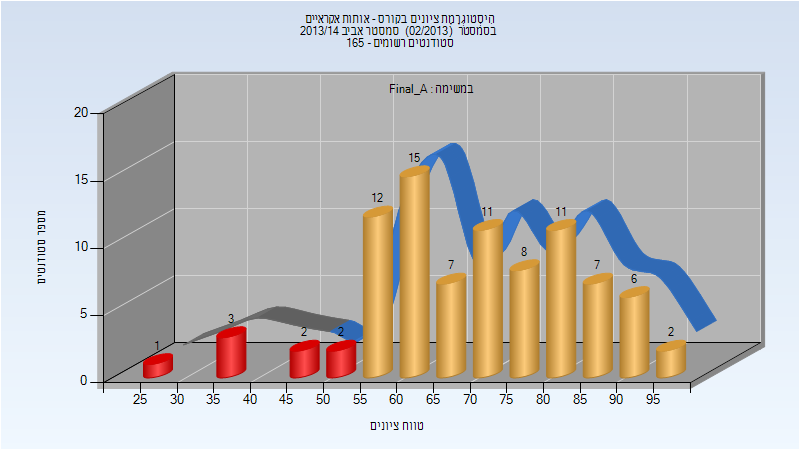 היסטוגרמת ציונים בקורס - אותות אקראיים
בסמסטר (02/2013) סמסטר אביב 2013/14
סטודנטים רשומים - 165
במשימה : Final_A
20
15
10
5
0
מספר סטודנטים
1
3
2
2
12
15
7
11
8
11
7
6
2
25 30 35 40 45 50 55 60 65 70 75 80 85 90 95
טווח ציונים